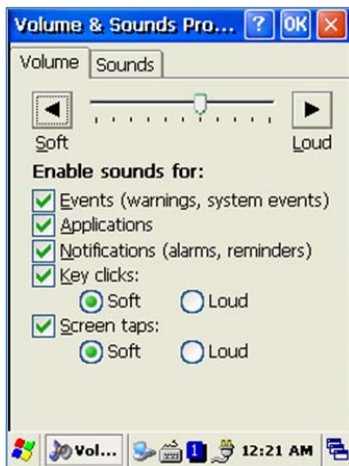 Volume & Sounds Pro... ? OK
Volume Sounds
Soft Loud
Enable sounds for:
Events (warnings, system events)
Applications
Notifications (alarms, reminders)
Key clicks:
Soft Loud
Screen taps:
Soft Loud
Vol... 1 12:21 AM